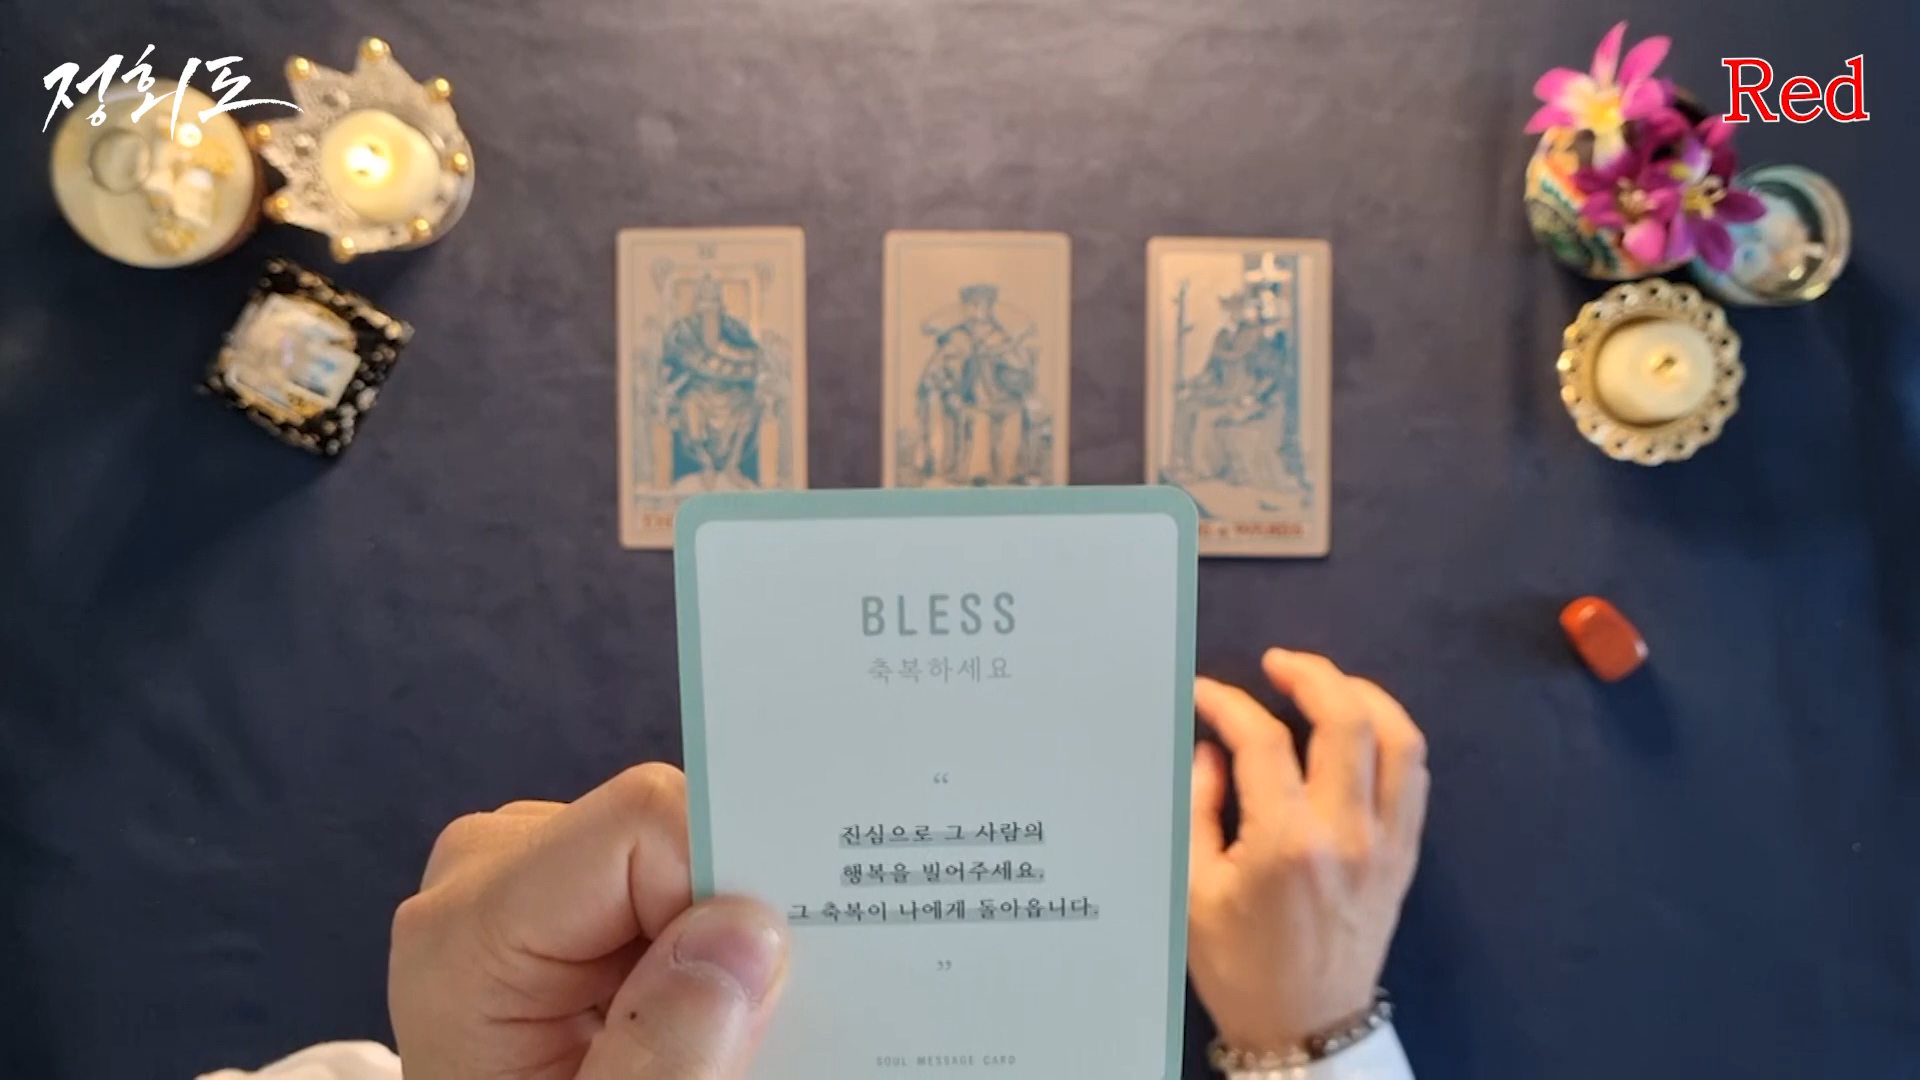 정회도
Red
BLESS
축복하세요
“
진심으로 그 사람의
행복을 빌어주세요.
그 축복이 나에게 돌아옵니다.
”
SOUL MESSAGE CARD